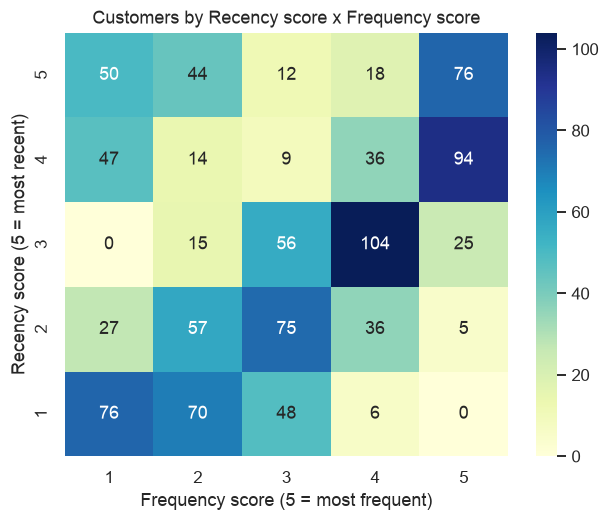 Customers by Recency score x Frequency score
Recency score (5 = most recent)
5 50 44 12 18 76
4 47 14 9 36 94
3 0 15 56 104 25
2 27 57 75 36 5
1 76 70 48 6 0
1 2 3 4 5
Frequency score (5 = most frequent)
100
80
60
40
20
0